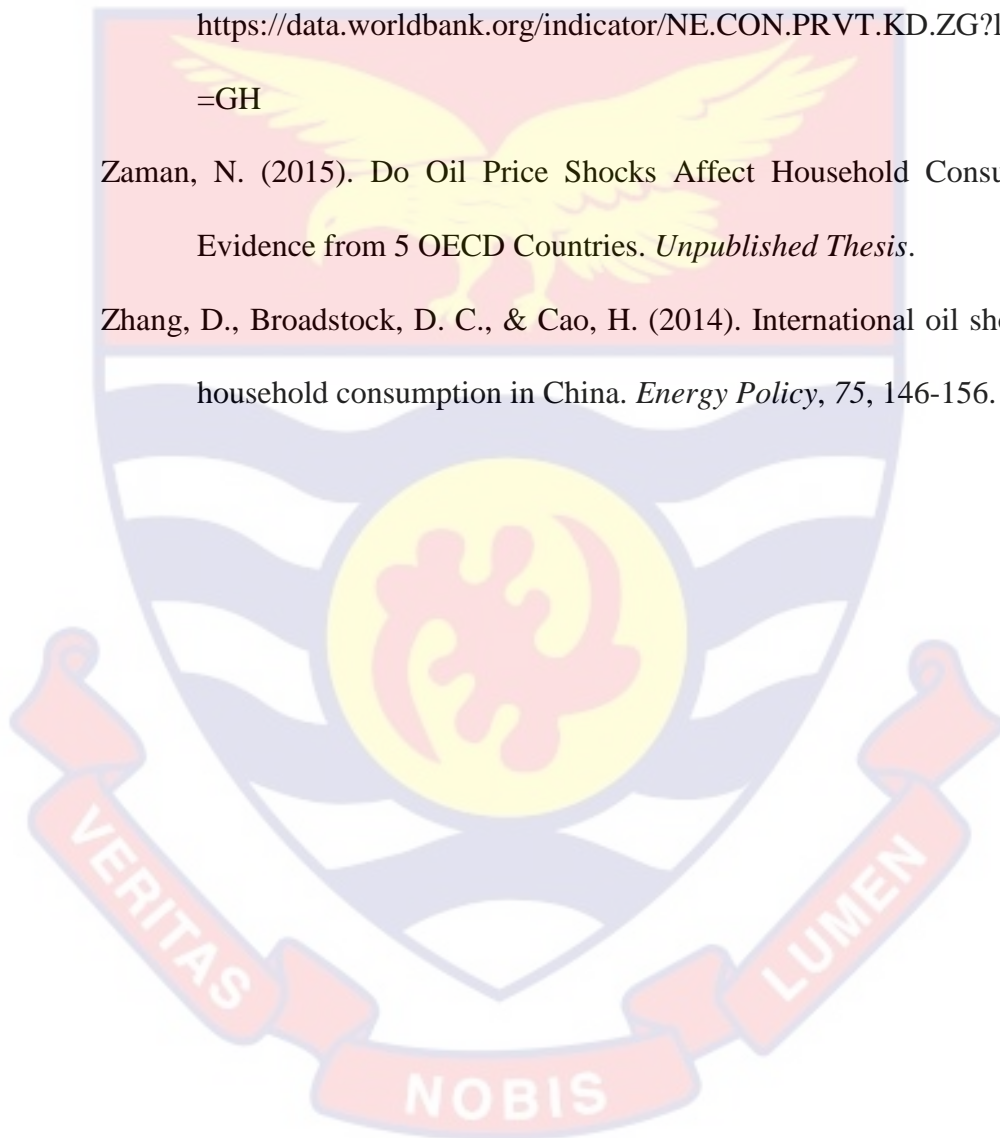 https://data.worldbank.org/indicator/NE.CON.PRVT.KD.ZG?l
=GH
Zaman, N. (2015). Do Oil Price Shocks Affect Household Consu
Evidence from 5 OECD Countries. Unpublished Thesis.
Zhang, D., Broadstock, D. C., & Cao, H. (2014). International oil sho
household consumption in China. Energy Policy, 75, 146-156.
VERITAS
NOBIS
LUMEN